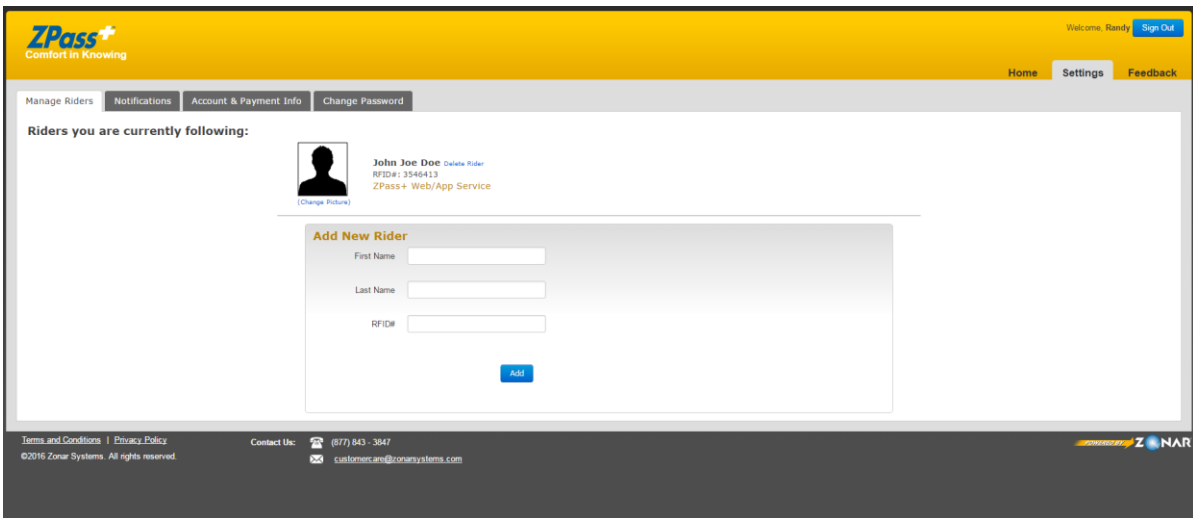 ZPass+
Comfort in Knowing
Welcome, Randy Sign Out
Home Settings Feedback
Manage Riders Notifications Account & Payment Info Change Password
Riders you are currently following:
John Joe Doe Delete Rider
RFID#: 3546413
ZPass+ Web/App Service
(Change Picture)
Add New Rider
First Name
Last Name
RFID#
Add
Terms and Conditions | Privacy Policy
©2016 Zonar Systems. All rights reserved.
Contact Us: (877) 843 - 3847
customercare@zonarsystems.com
POWERED BY ZONAR